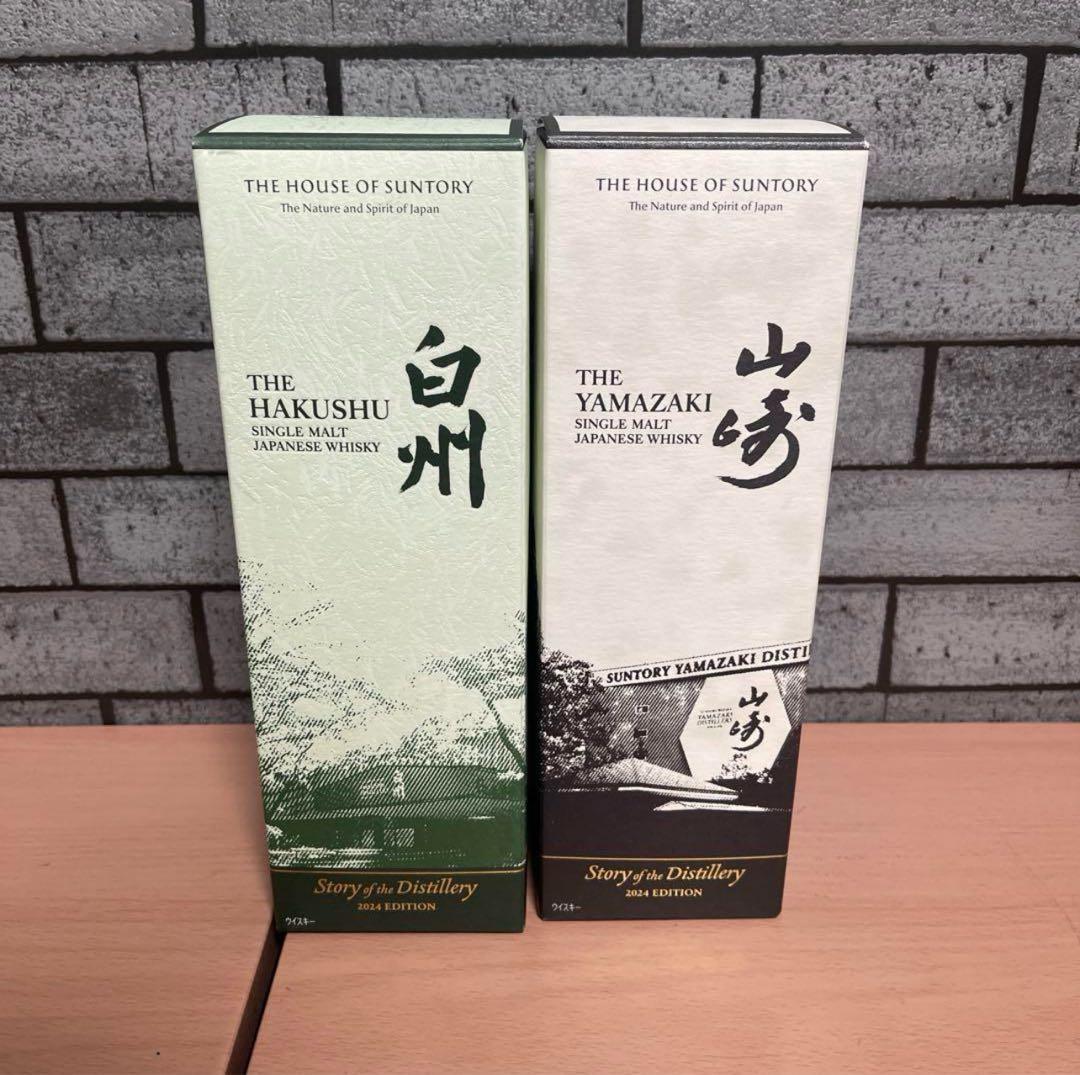 THE HOUSE OF SUNTORY
The Nature and Spirit of Japan
THE
HAKUSHU
SINGLE MALT
JAPANESE WHISKY
白州
Story of the Distillery
2024 EDITION
ウイスキー
THE HOUSE OF SUNTORY
The Nature and Spirit of Japan
THE
YAMAZAKI
SINGLE MALT
JAPANESE WHISKY
山崎
SUNTORY YAMAZAKI DISTI
YAMAZAKI
DISTILLERY
山崎
Story of the Distillery
2024 EDITION
ウイスキー